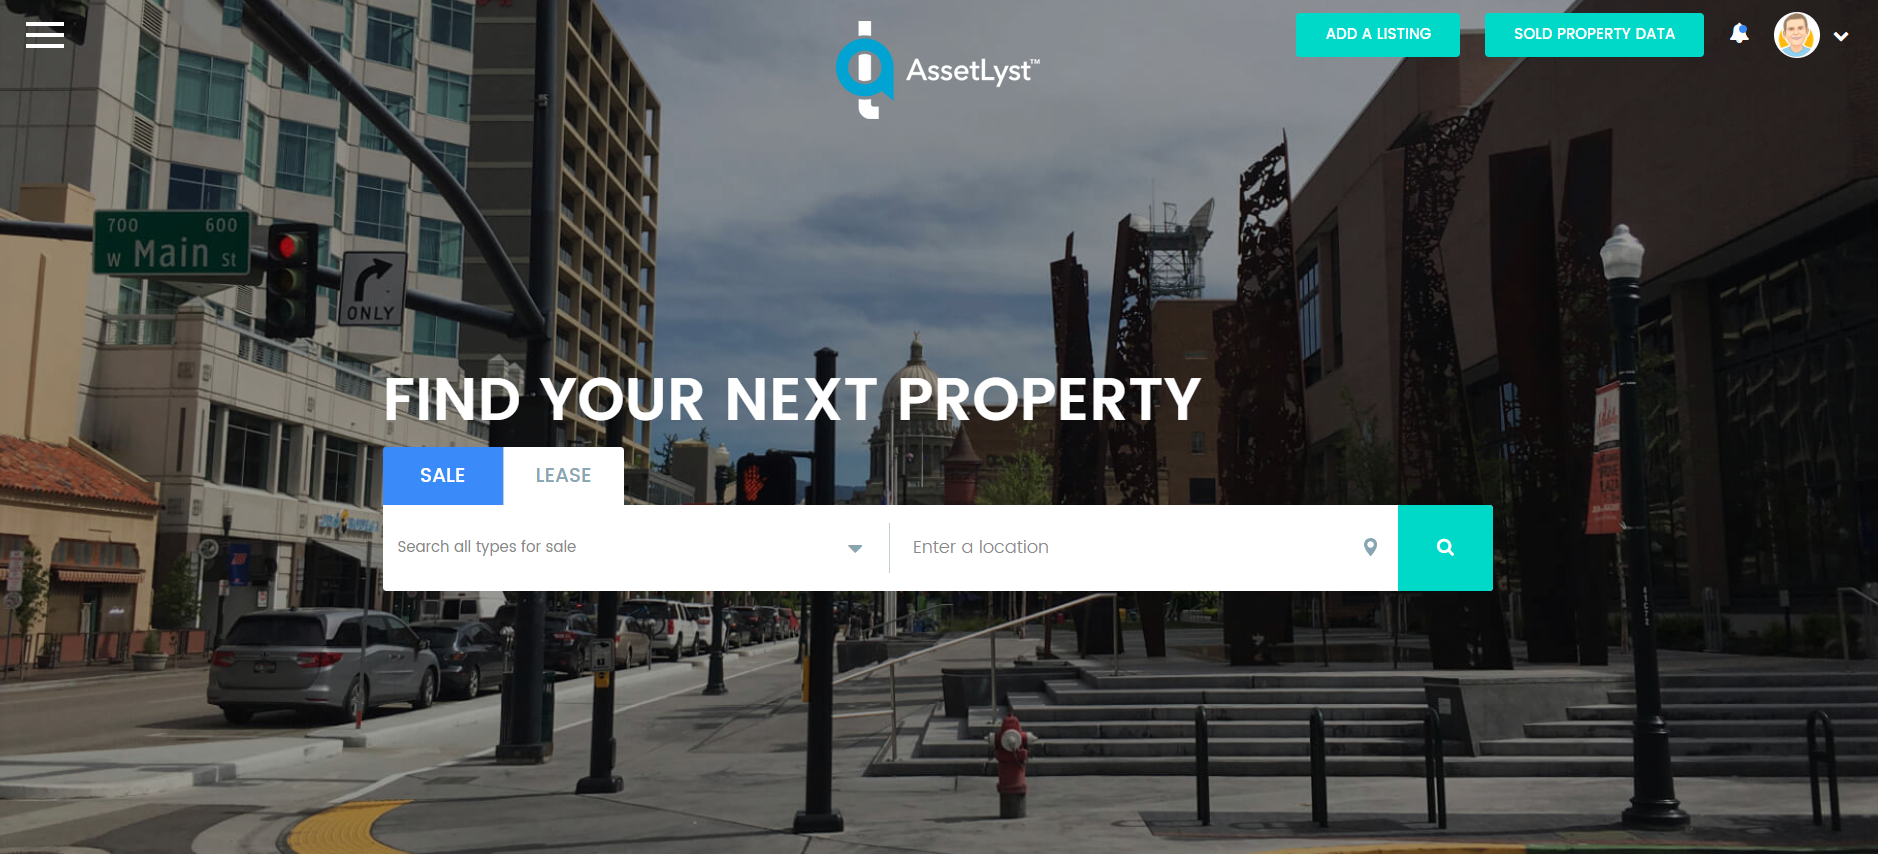 ADD A LISTING
SOLD PROPERTY DATA
AssetLyst™
700 600
W Main St
ONLY
FIND YOUR NEXT PROPERTY
SALE
LEASE
Search all types for sale
Enter a location